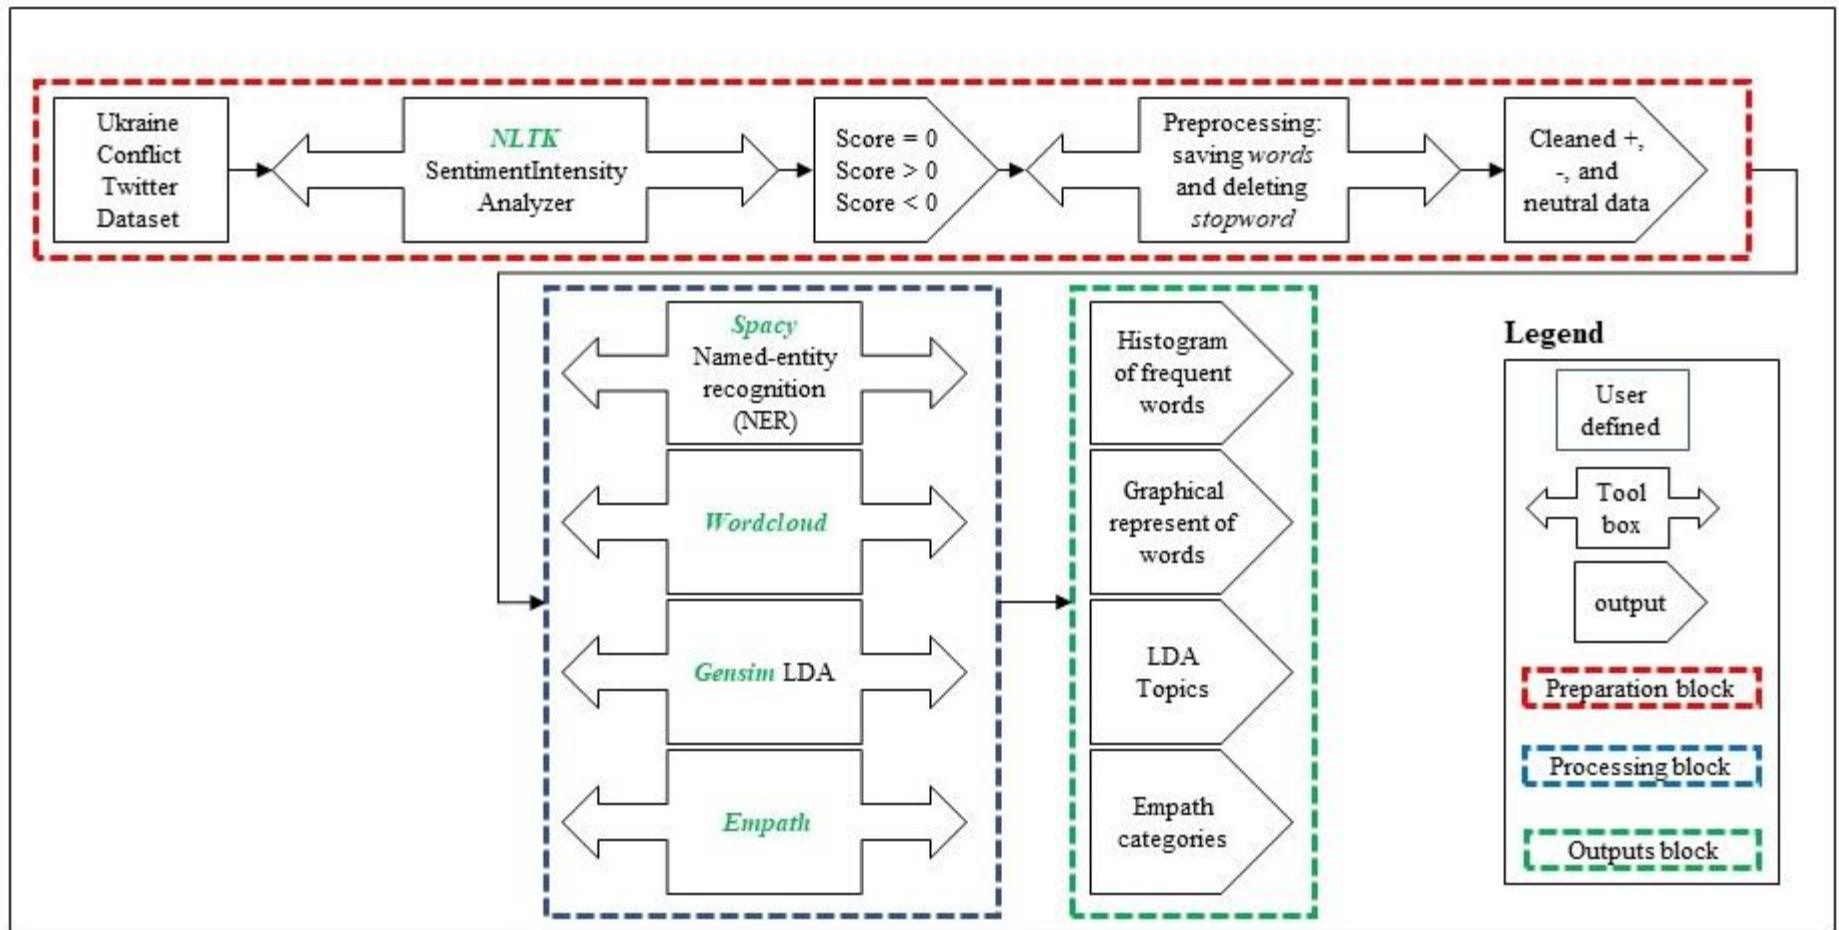 Ukraine
Conflict
Twitter
Dataset
NLTK
SentimentIntensity
Analyzer
Score = 0
Score > 0
Score < 0
Preprocessing:
saving words
and deleting
stopword
Cleaned +,
-, and
neutral data
Spacy
Named-entity
recognition
(NER)
Wordcloud
Gensim LDA
Empath
Histogram
of frequent
words
Graphical
represent of
words
LDA
Topics
Empath
categories
Legend
User
defined
Tool
box
output
Preparation block
Processing block
Outputs block